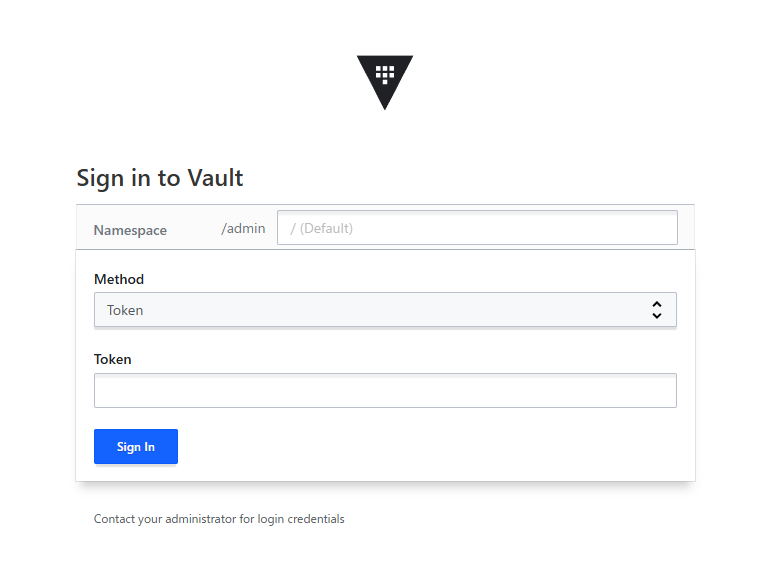 Sign in to Vault
Namespace /admin / (Default)
Method
Token
Token
Sign In
Contact your administrator for login credentials